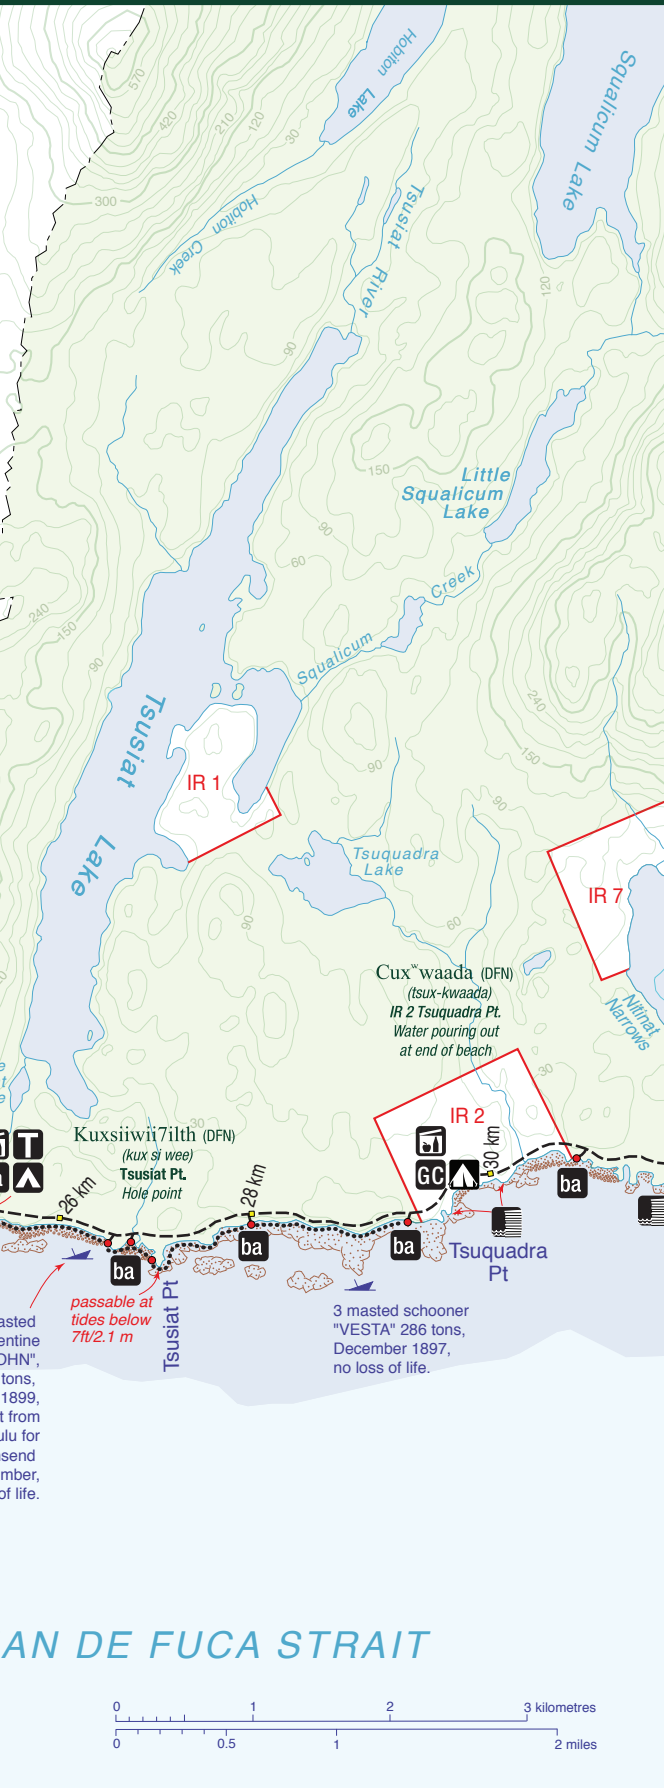 Hobiton
Lake
Squalicum Lake
570
420
210
120
30
300
Hobiton
Creek
Tsusiat
River
120
90
150
Little
Squalicum
Lake
90
60
Creek
Squalicum
240
150
90
240
150
90
90
Tsusiat
Lake
IR 1
Tsuquadra
Lake
IR 7
90
60
Cuxʷwaada (DFN)
(tsux-kwaada)
IR 2 Tsuquadra Pt.
Water pouring out
at end of beach
Nitinat
Narrows
30
IR 2
30
Kuxsiiwii7ilth (DFN)
(kux si wee)
Tsusiat Pt.
Hole point
T
GC
26 km
28 km
30 km
ba
ba
ba
ba
Tsuquadra
Pt
Tsusiat Pt
passable at
tides below
7ft/2.1 m
3 masted schooner
"VESTA" 286 tons,
December 1897,
no loss of life.
asted
entine
OHN",
tons,
1899,
t from
ulu for
nsend
mber,
of life.
AN DE FUCA STRAIT
0 1 2 3 kilometres
0 0.5 1 2 miles